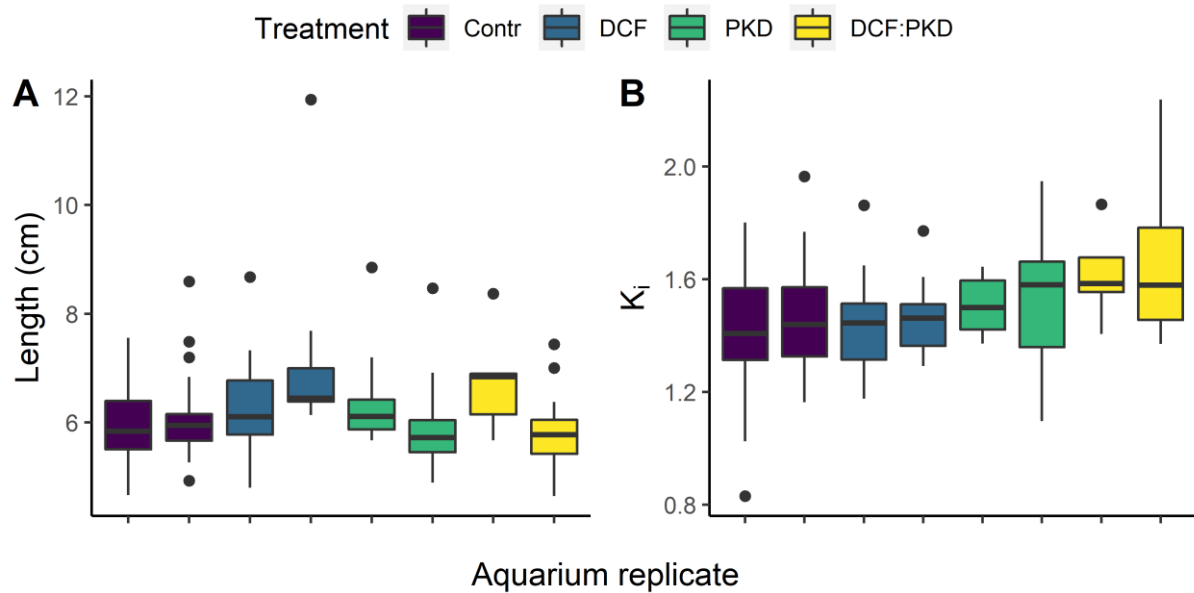 Treatment Contr DCF PKD DCF:PKD
A
B
Length (cm)
12
10
8
6
K_i
2.0
1.6
1.2
0.8
Aquarium replicate